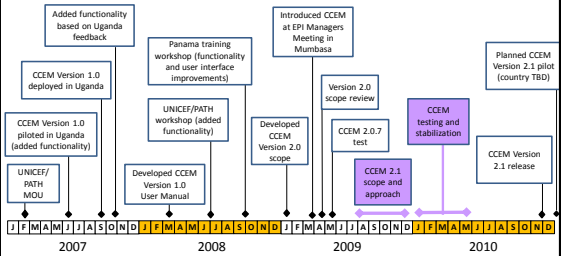 Added functionality
based on Uganda
feedback
CCEM Version 1.0
deployed in Uganda
CCEM Version 1.0
piloted in Uganda
(added functionality)
UNICEF/
PATH
MOU
Panama training
workshop (functionality
and user interface
improvements)
UNICEF/PATH
workshop (added
functionality)
Developed CCEM
Version 1.0
User Manual
Developed
CCEM
Version 2.0
scope
Introduced CCEM
at EPI Managers
Meeting in
Mumbasa
Version 2.0
scope review
CCEM 2.0.7
test
CCEM 2.1
scope and
approach
CCEM
testing and
stabilization
Planned CCEM
Version 2.1 pilot
(country TBD)
CCEM Version
2.1 release
J F M A M J J A S O N D J F M A M J J A S O N D J F M A M J J A S O N D J F M A M J J A S O N D
2007 2008 2009 2010